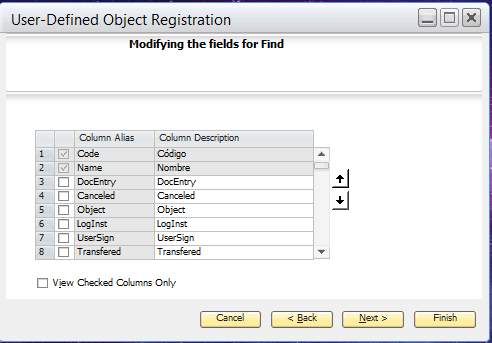 User-Defined Object Registration
Modifying the fields for Find
Column Alias Column Description
1 Code Código
2 Name Nombre
3 DocEntry DocEntry
4 Canceled Canceled
5 Object Object
6 LogInst LogInst
7 UserSign UserSign
8 Transfered Transfered
View Checked Columns Only
Cancel < Back Next > Finish